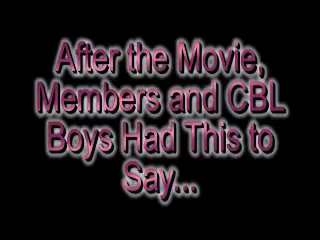 After the Movie,
Members and CBL
Boys Had This to
Say...